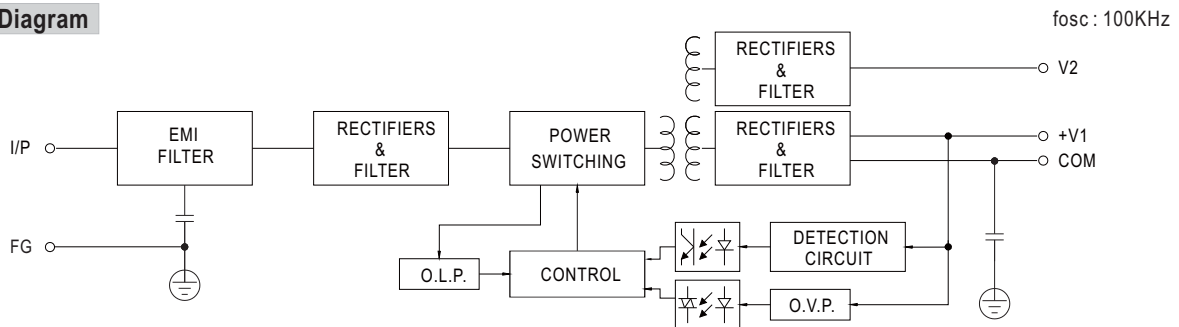 Diagram
fosc : 100KHz
RECTIFIERS
&
FILTER
V2
I/P
EMI
FILTER
RECTIFIERS
&
FILTER
POWER
SWITCHING
RECTIFIERS
&
FILTER
+V1
COM
FG
O.L.P.
CONTROL
DETECTION
CIRCUIT
O.V.P.